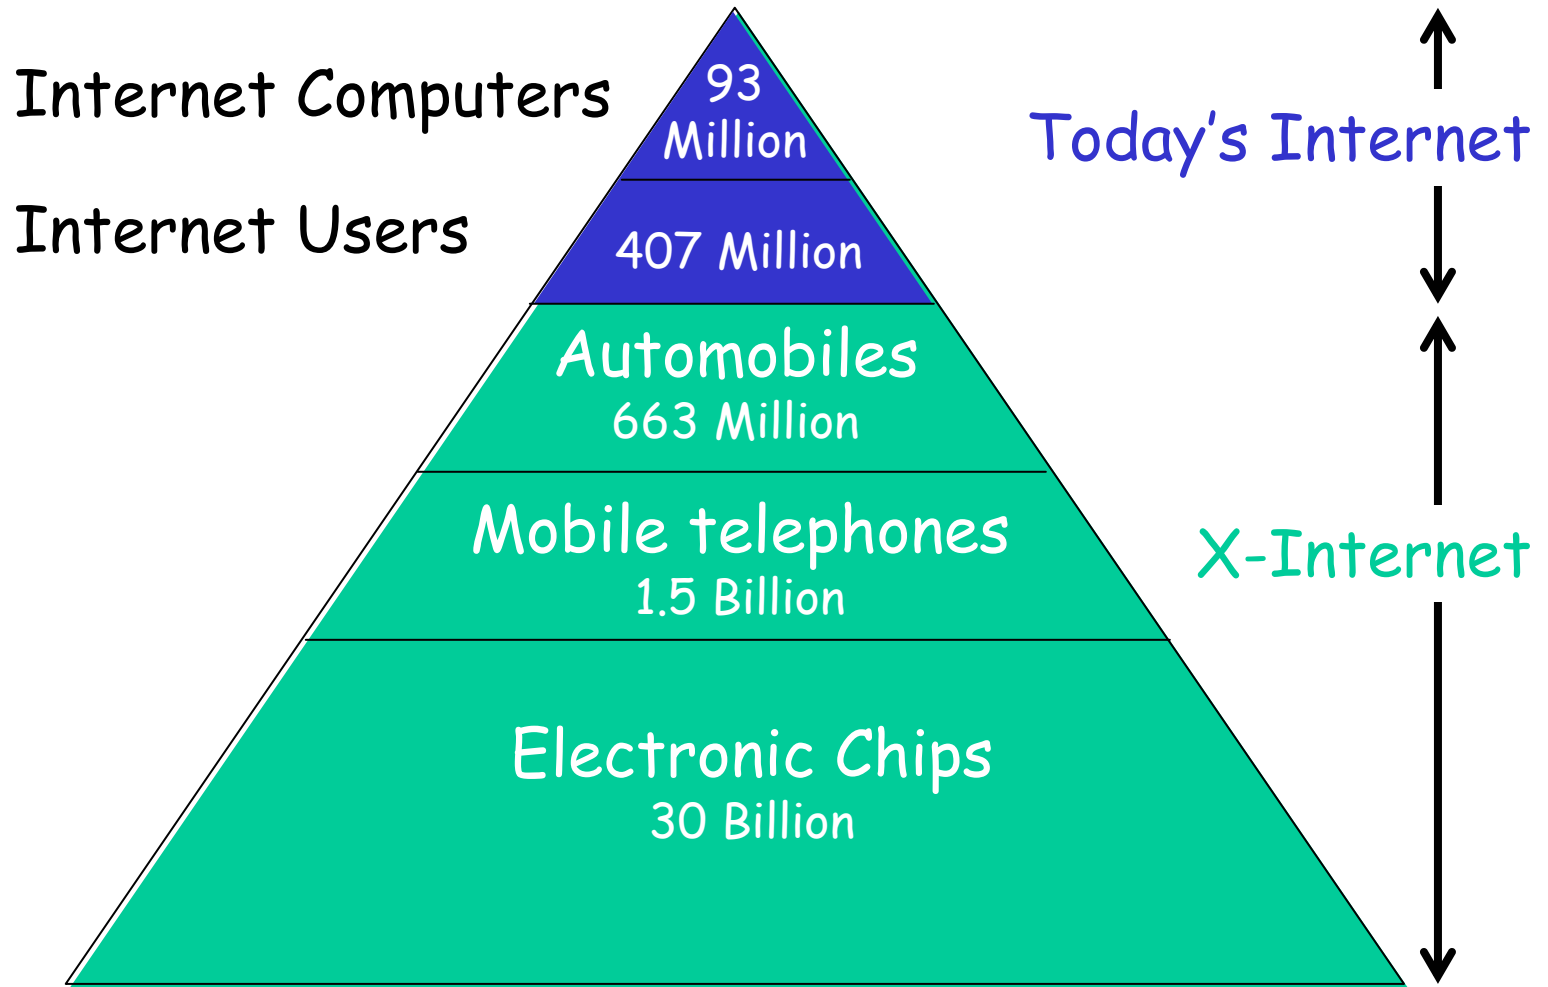 Internet Computers
93
Million
Today's Internet
Internet Users
407 Million
Automobiles
663 Million
Mobile telephones
1.5 Billion
X-Internet
Electronic Chips
30 Billion